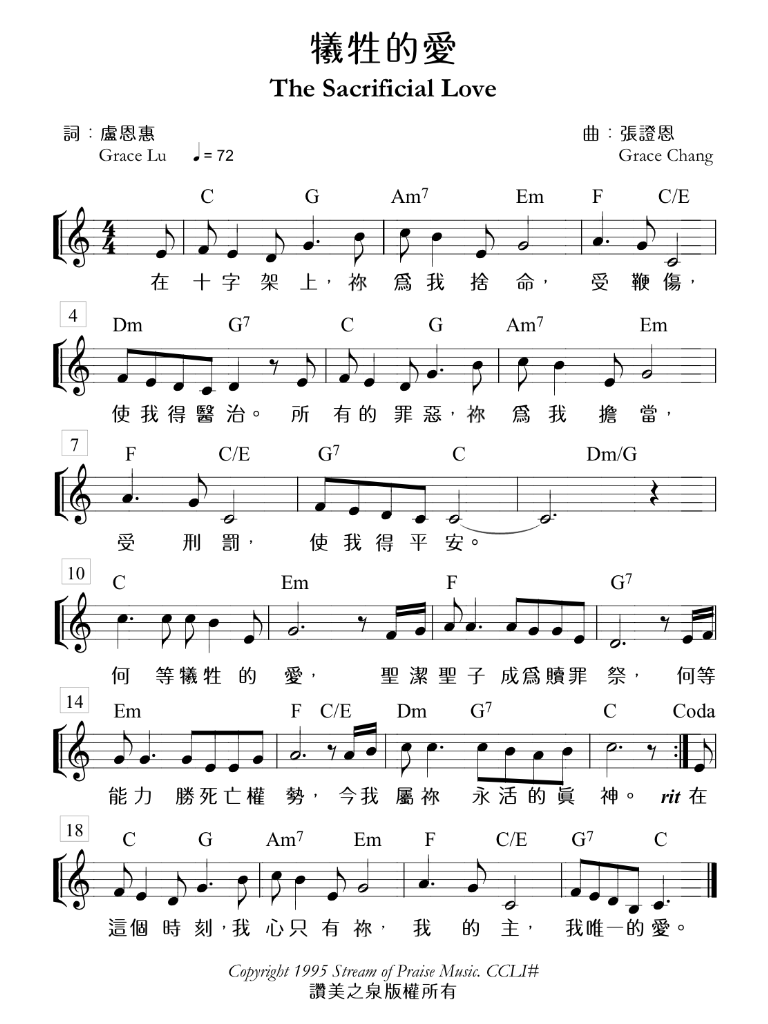 犧牲的愛
The Sacrificial Love
詞：盧恩惠
曲：張證恩
Grace Lu ♩= 72
Grace Chang
C G Am7 Em F C/E
在 十 字 架 上，祢 爲 我 捨 命， 受 鞭 傷，
4
Dm G7 C G Am7 Em
使 我 得 醫 治。 所 有 的 罪 惡，祢 爲 我 擔 當，
7
F C/E G7 C Dm/G
受 刑 罰， 使 我 得 平 安。
10
C Em F G7
何 等 犧 牲 的 愛， 聖 潔 聖 子 成 爲 贖 罪 祭， 何 等
14
Em F C/E Dm G7 C Coda
能 力 勝 死 亡 權 勢， 今 我 屬 祢 永 活 的 眞 神。 rit 在
18
C G Am7 Em F C/E G7 C
這 個 時 刻，我 心 只 有 祢， 我 的 主， 我 唯 一 的 愛。
Copyright 1995 Stream of Praise Music. CCLI#
讚美之泉版權所有